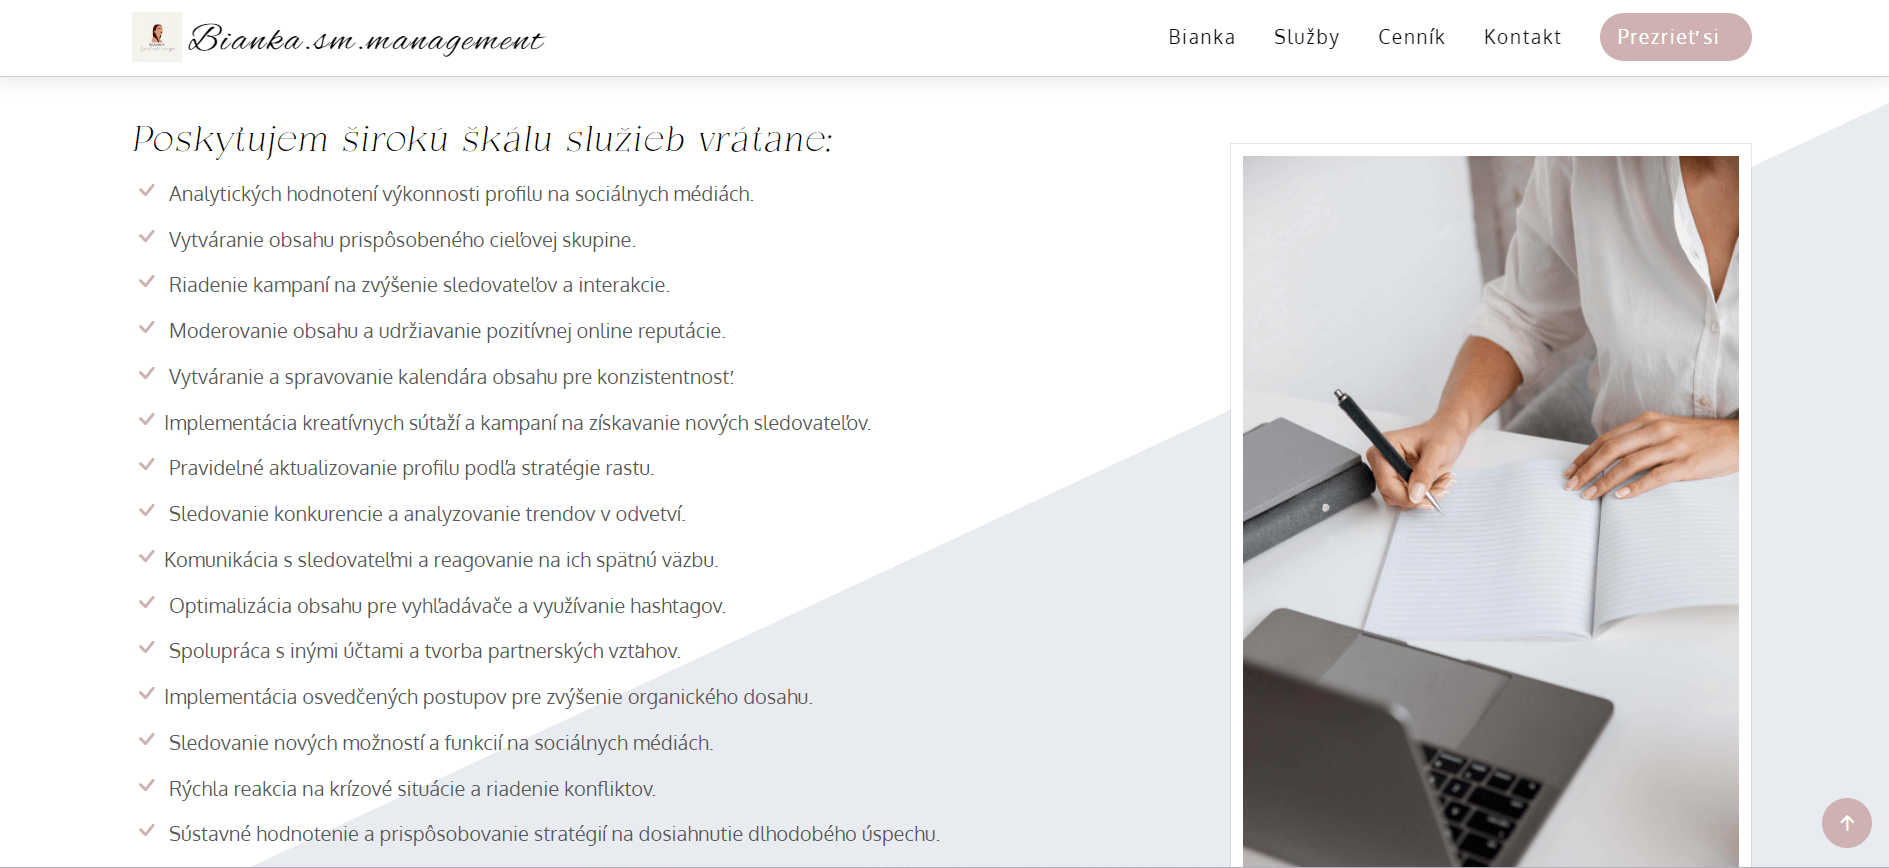 Bianka.sm.management
Bianka
Služby
Cenník
Kontakt
Prezrieť si
Poskytujem širokú škálu služieb vrátane:
Analytických hodnotení výkonnosti profilu na sociálnych médiách.
Vytváranie obsahu prispôsobeného cieľovej skupine.
Riadenie kampaní na zvýšenie sledovateľov a interakcie.
Moderovanie obsahu a udržiavanie pozitívnej online reputácie.
Vytváranie a spravovanie kalendára obsahu pre konzistentnosť.
Implementácia kreatívnych súťaží a kampaní na získavanie nových sledovateľov.
Pravidelné aktualizovanie profilu podľa stratégie rastu.
Sledovanie konkurencie a analyzovanie trendov v odvetví.
Komunikácia s sledovateľmi a reagovanie na ich spätnú väzbu.
Optimalizácia obsahu pre vyhľadávače a využívanie hashtagov.
Spolupráca s inými účtami a tvorba partnerských vzťahov.
Implementácia osvedčených postupov pre zvýšenie organického dosahu.
Sledovanie nových možností a funkcií na sociálnych médiách.
Rýchla reakcia na krízové situácie a riadenie konfliktov.
Sústavné hodnotenie a prispôsobovanie stratégií na dosiahnutie dlhodobého úspechu.